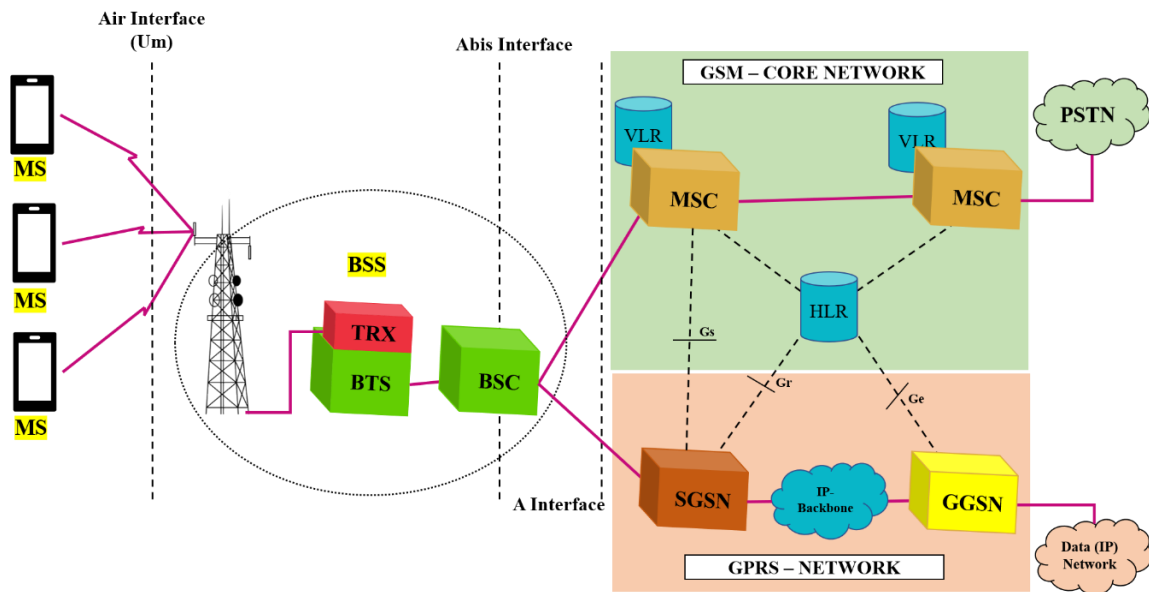 Air Interface
(Um)
Abis Interface
GSM – CORE NETWORK
VLR
VLR
PSTN
MS
MSC
MSC
MS
BSS
HLR
TRX
Gs
BTS
BSC
Gr
Ge
MS
SGSN
IP-
Backbone
GGSN
A Interface
Data (IP)
Network
GPRS – NETWORK